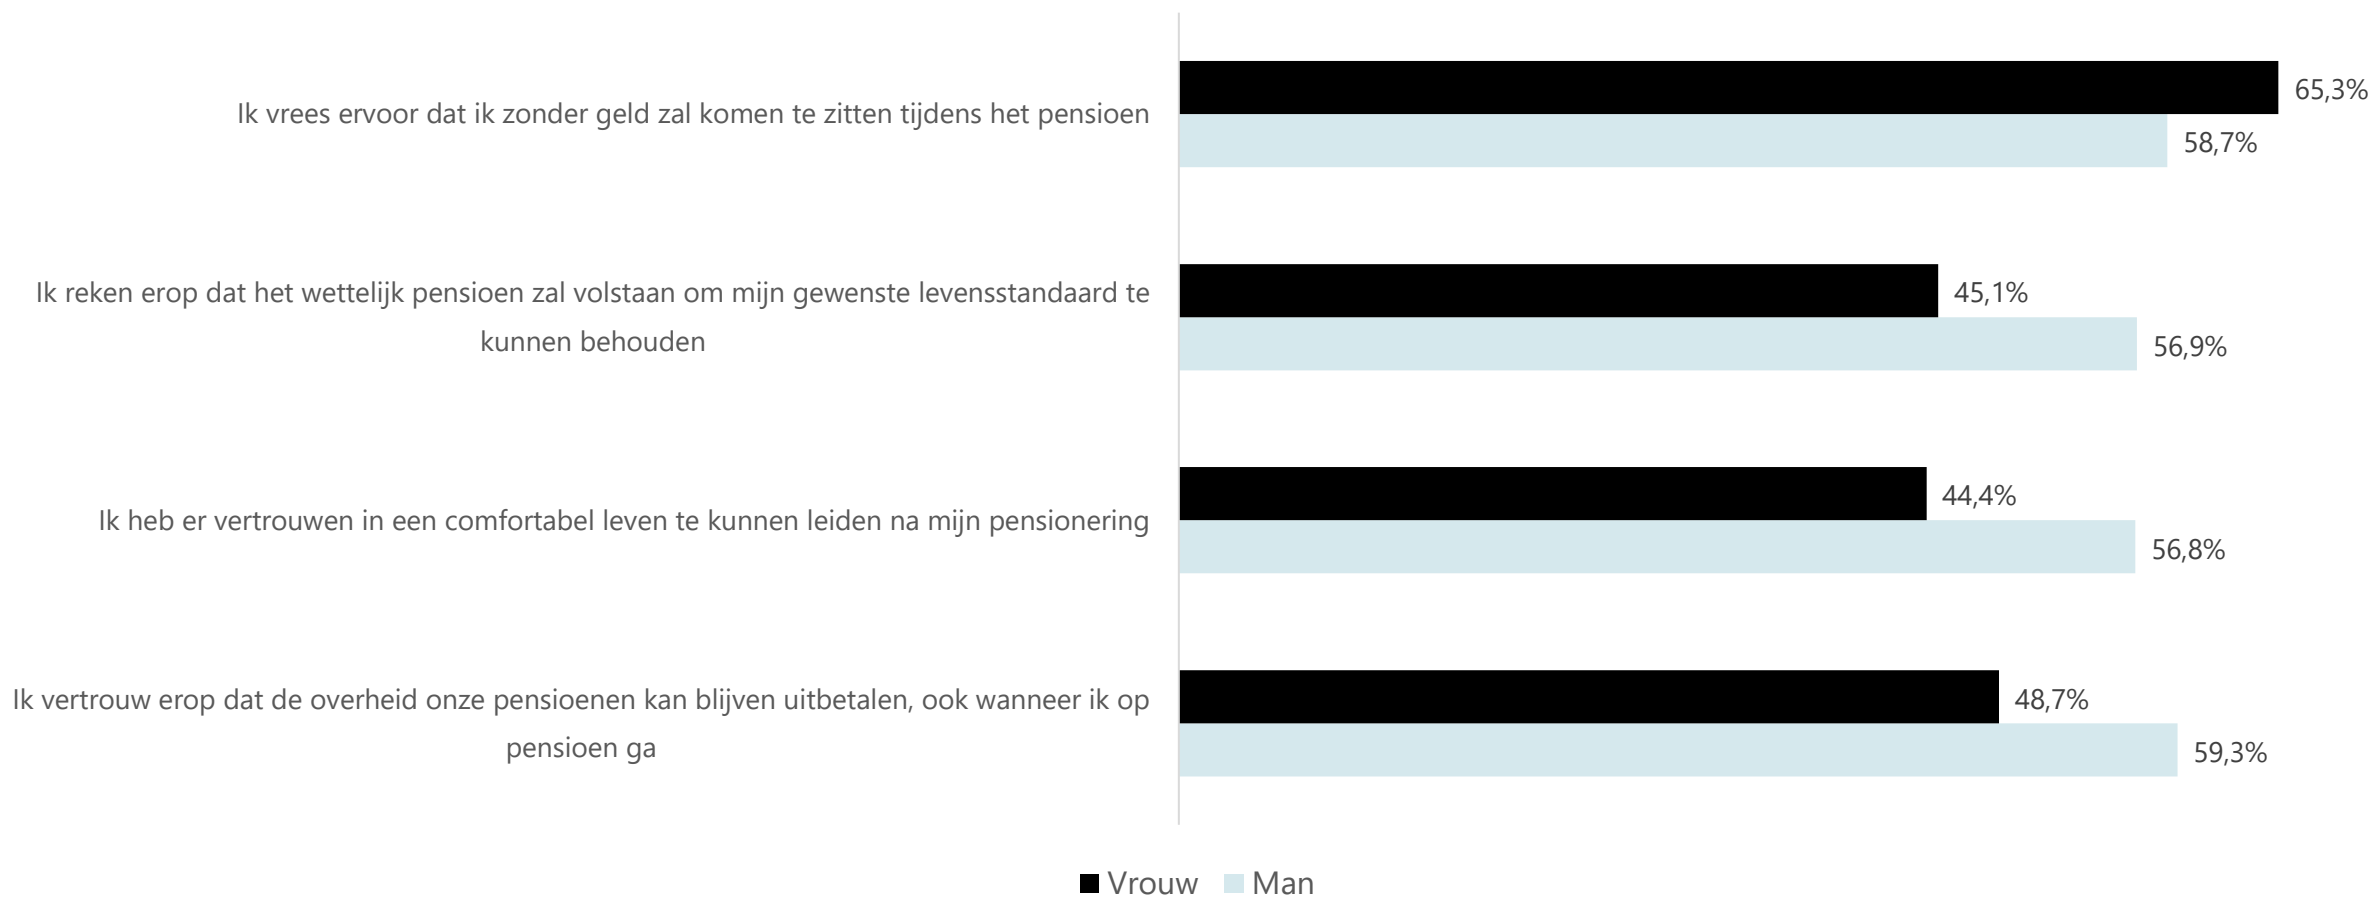 Ik vrees ervoor dat ik zonder geld zal komen te zitten tijdens het pensioen
65,3%
58,7%
Ik reken erop dat het wettelijk pensioen zal volstaan om mijn gewenste levensstandaard te
kunnen behouden
45,1%
56,9%
Ik heb er vertrouwen in een comfortabel leven te kunnen leiden na mijn pensionering
44,4%
56,8%
Ik vertrouw erop dat de overheid onze pensioenen kan blijven uitbetalen, ook wanneer ik op
pensioen ga
48,7%
59,3%
Vrouw Man